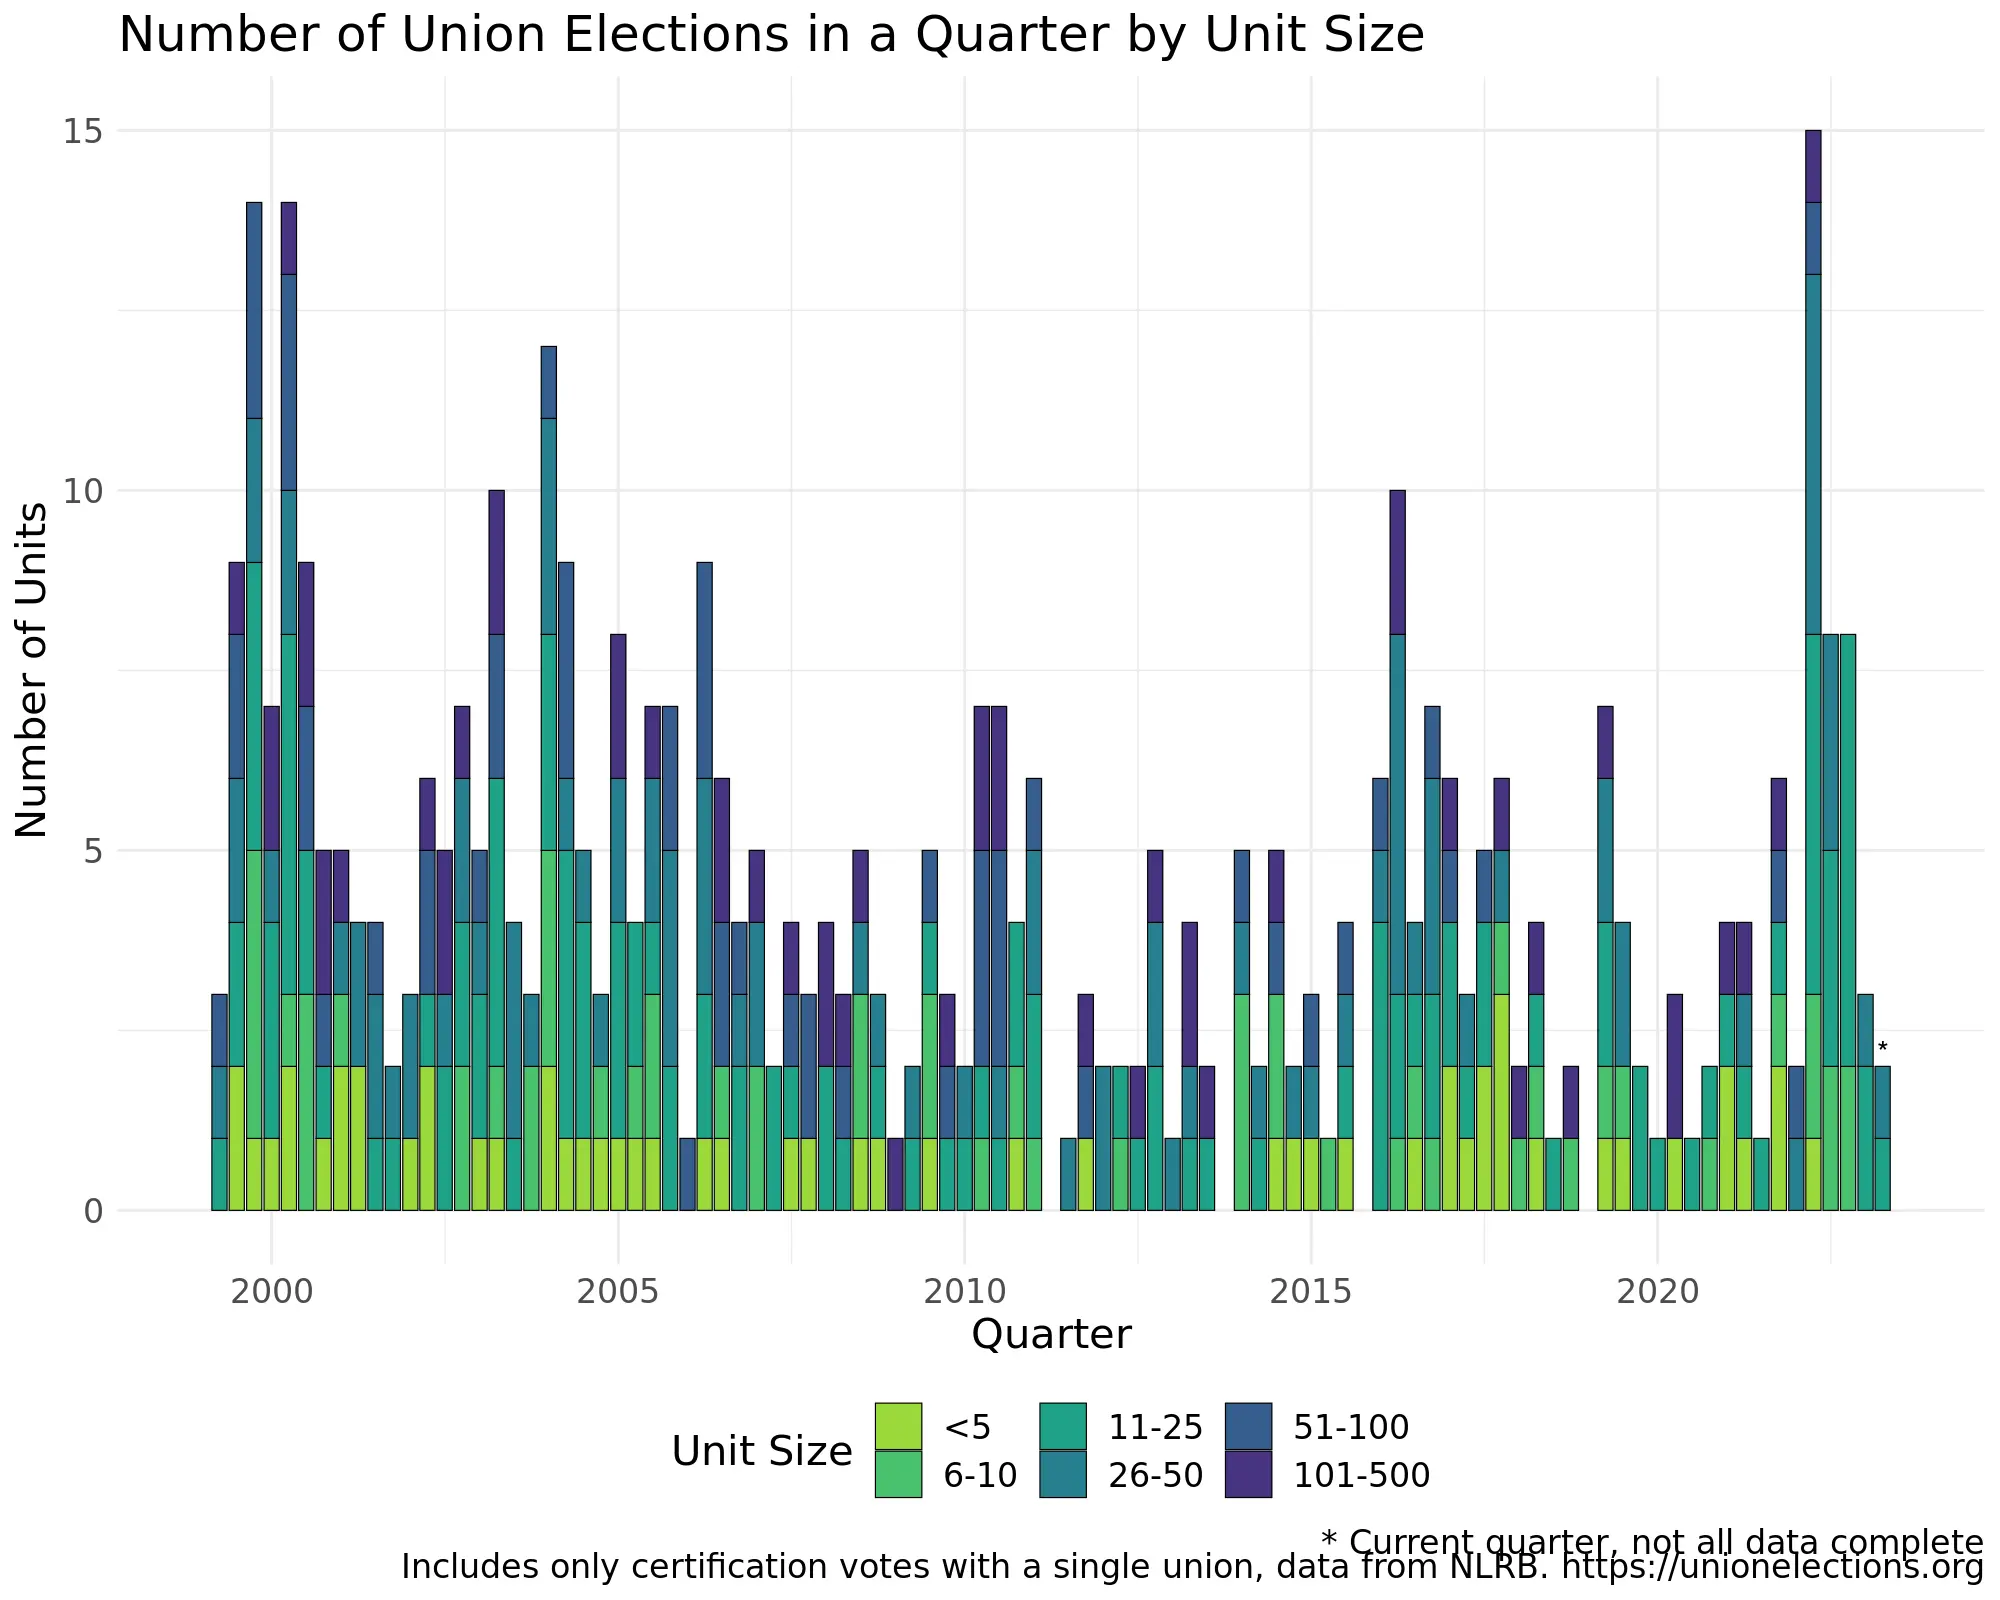 Number of Union Elections in a Quarter by Unit Size
Number of Units
15
10
5
0
2000 2005 2010 2015 2020
Quarter
*
Unit Size
<5 11-25 51-100
6-10 26-50 101-500
* Current quarter, not all data complete
Includes only certification votes with a single union, data from NLRB. https://unionelections.org